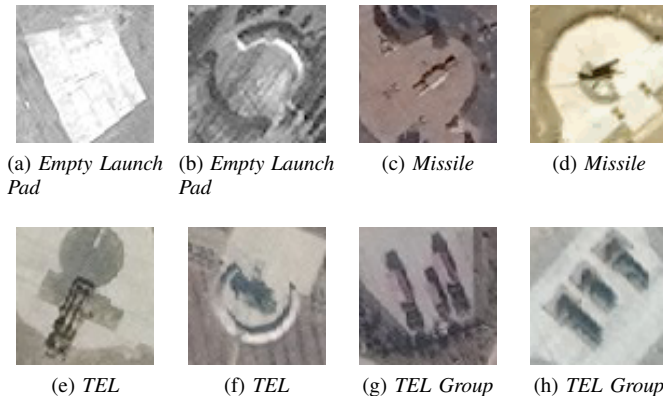 (a) Empty Launch Pad
(b) Empty Launch Pad
(c) Missile
(d) Missile
(e) TEL
(f) TEL
(g) TEL Group
(h) TEL Group